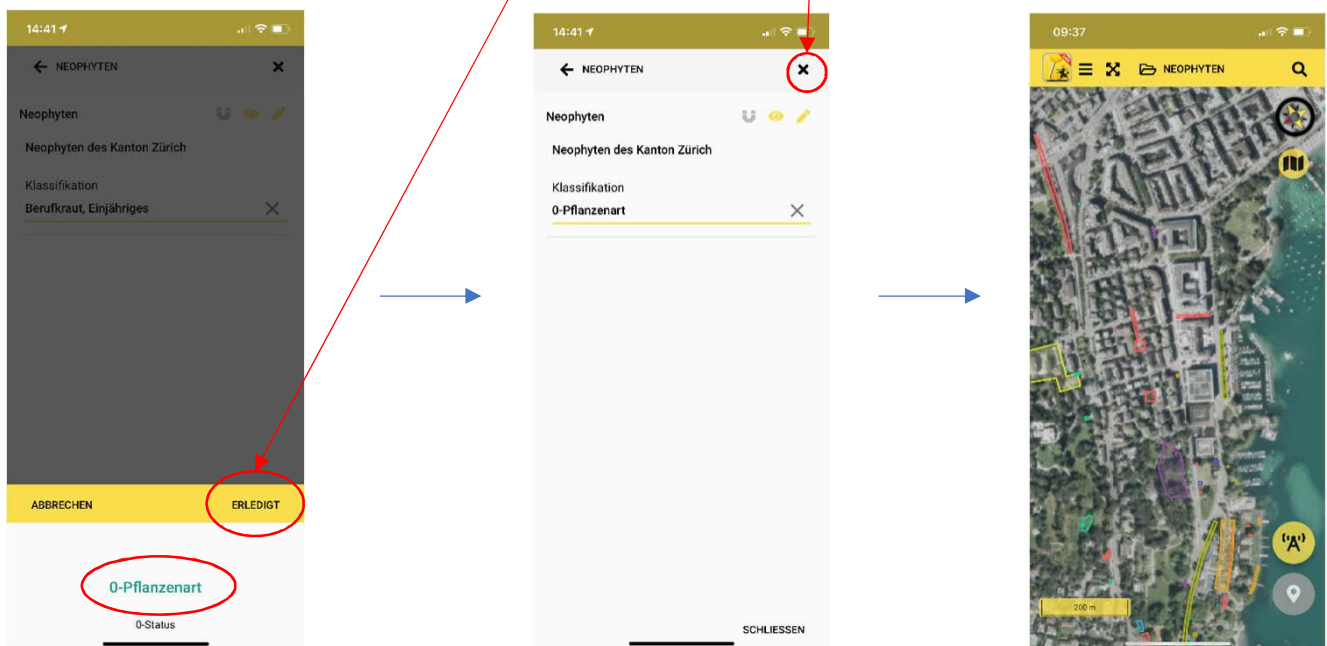 14:41
NEOPHYTEN
Neophyten
Neophyten des Kanton Zürich
Klassifikation
Berufkraut, Einjähriges
ABBRECHEN
ERLEDIGT
0-Pflanzenart
0-Status
14:41
NEOPHYTEN
Neophyten
Neophyten des Kanton Zürich
Klassifikation
0-Pflanzenart
SCHLIESSEN
09:37
NEOPHYTEN
200 m